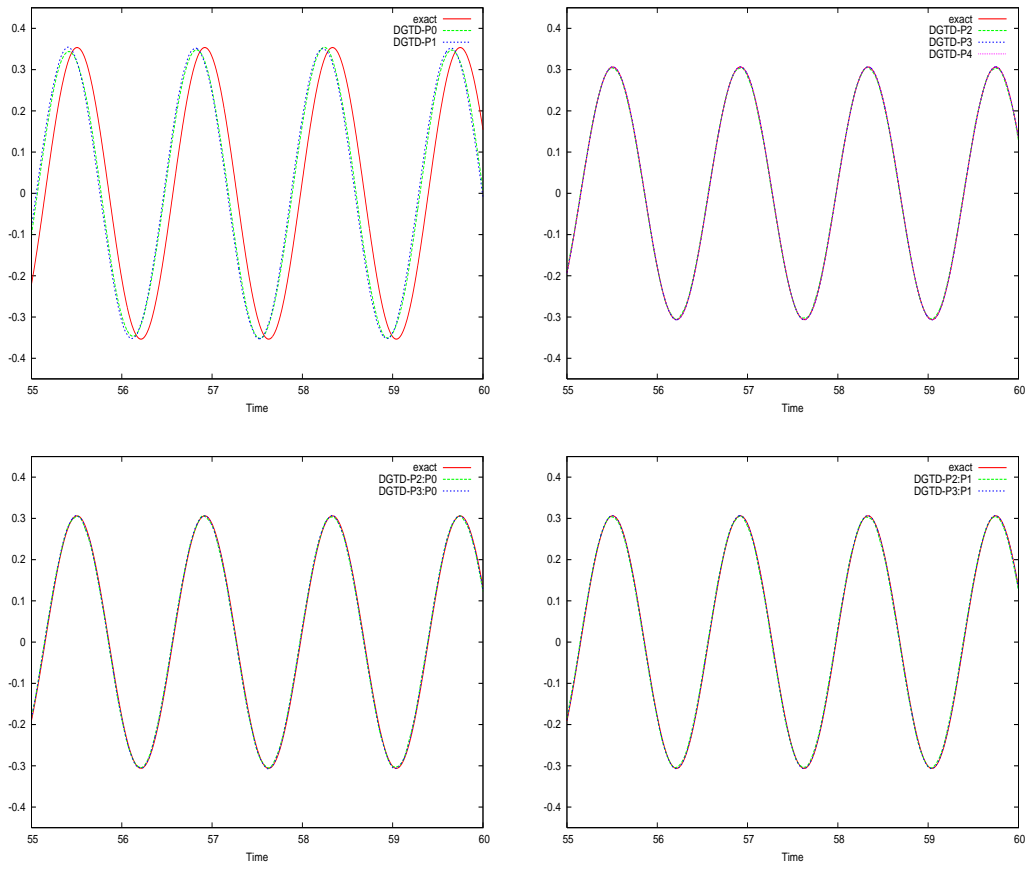 exact
DGTD-P0
DGTD-P1
0.4
0.3
0.2
0.1
0
-0.1
-0.2
-0.3
-0.4
55 56 57 58 59 60
Time
exact
DGTD-P2
DGTD-P3
DGTD-P4
0.4
0.3
0.2
0.1
0
-0.1
-0.2
-0.3
-0.4
55 56 57 58 59 60
Time
exact
DGTD-P2:P0
DGTD-P3:P0
0.4
0.3
0.2
0.1
0
-0.1
-0.2
-0.3
-0.4
55 56 57 58 59 60
Time
exact
DGTD-P2:P1
DGTD-P3:P1
0.4
0.3
0.2
0.1
0
-0.1
-0.2
-0.3
-0.4
55 56 57 58 59 60
Time